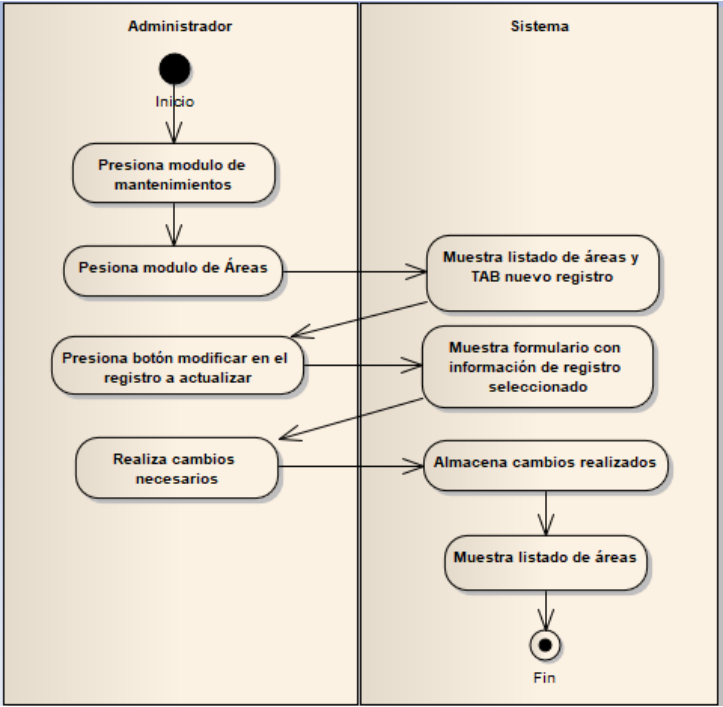 Administrador
Sistema
Inicio
Presiona modulo de
mantenimientos
Pesiona modulo de Áreas
Muestra listado de áreas y
TAB nuevo registro
Presiona botón modificar en el
registro a actualizar
Muestra formulario con
información de registro
seleccionado
Realiza cambios
necesarios
Almacena cambios realizados
Muestra listado de áreas
Fin